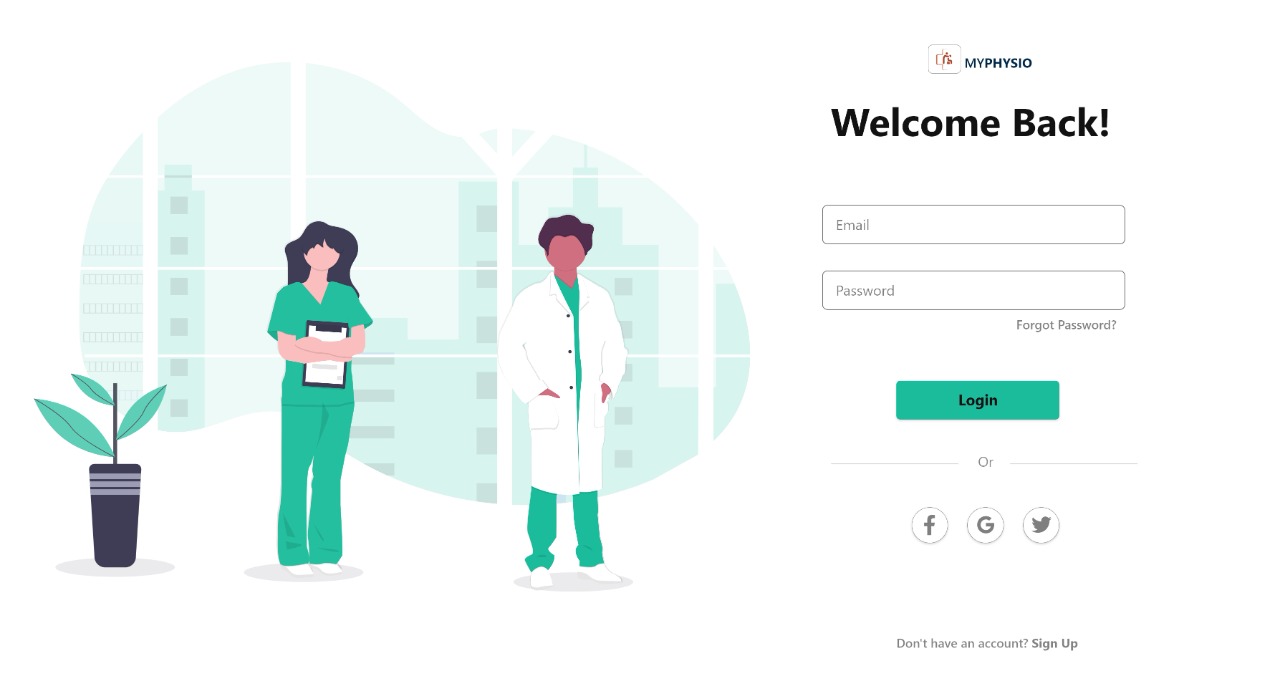 MYPHYSIO
Welcome Back!
Email
Password
Forgot Password?
Login
Or
Don't have an account? Sign Up